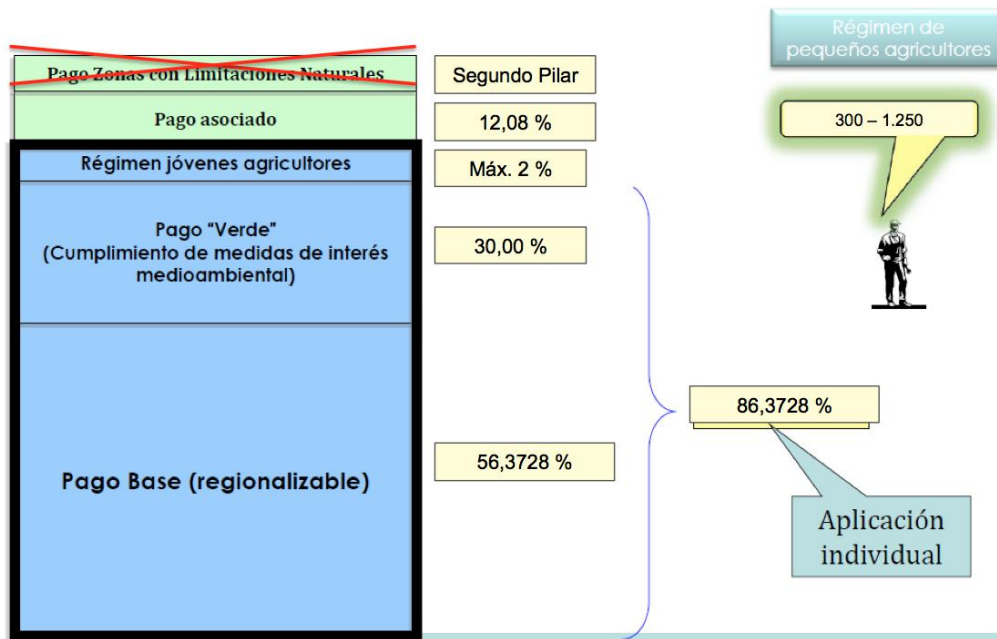 Régimen de
pequeños agricultores
Pago Zonas con Limitaciones Naturales
Segundo Pilar
Pago asociado
12,08 %
300 – 1.250
Régimen jóvenes agricultores
Máx. 2 %
Pago "Verde"
(Cumplimiento de medidas de interés
medioambiental)
30,00 %
86,3728 %
Pago Base (regionalizable)
56,3728 %
Aplicación
individual